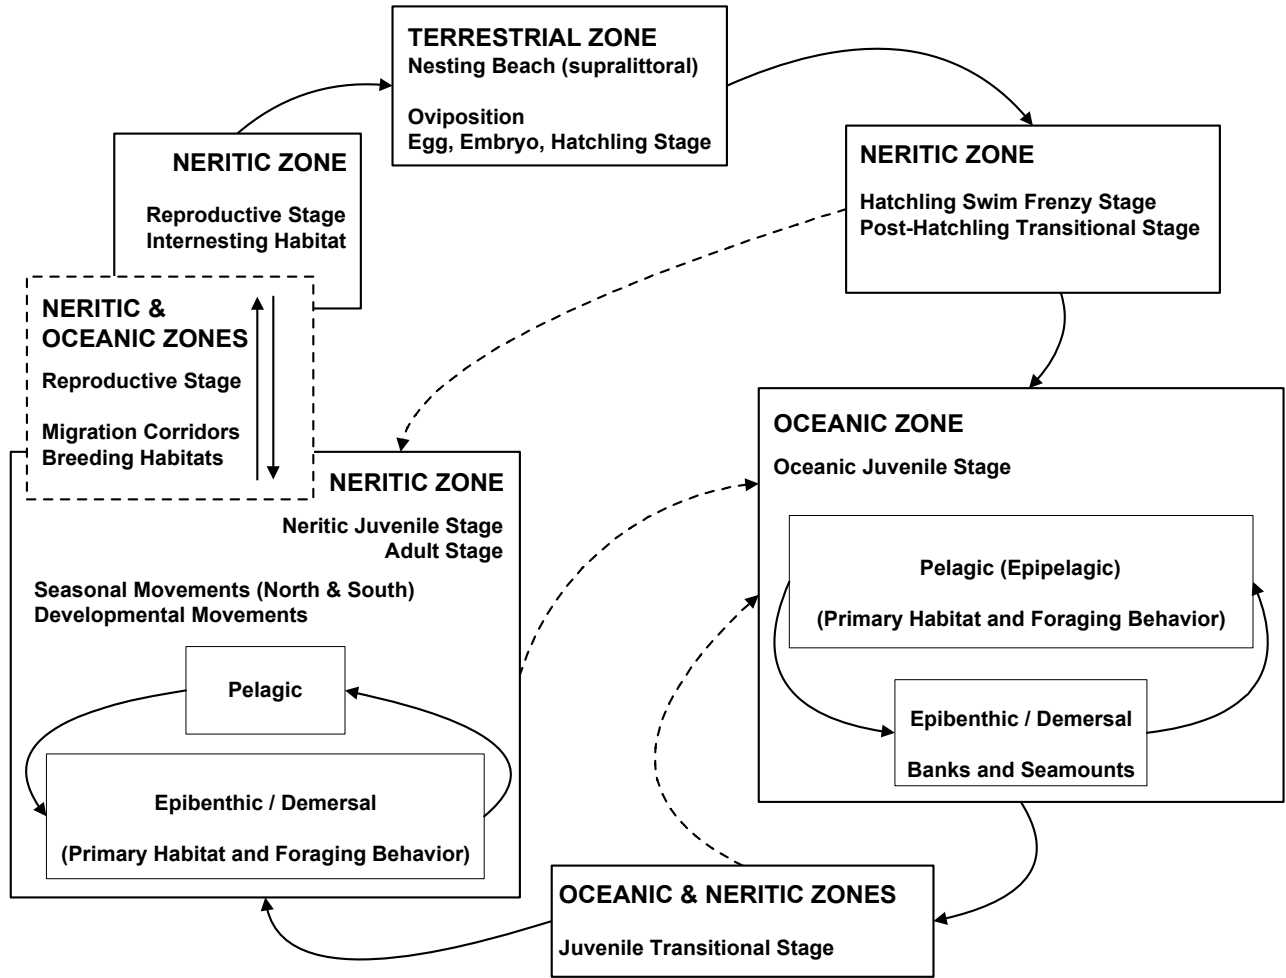 TERRESTRIAL ZONE
Nesting Beach (supralittoral)
Oviposition
Egg, Embryo, Hatchling Stage
NERITIC ZONE
Hatchling Swim Frenzy Stage
Post-Hatchling Transitional Stage
NERITIC ZONE
Reproductive Stage
Internesting Habitat
NERITIC &
OCEANIC ZONES
Reproductive Stage
Migration Corridors
Breeding Habitats
OCEANIC ZONE
Oceanic Juvenile Stage
Pelagic (Epipelagic)
(Primary Habitat and Foraging Behavior)
Epibenthic / Demersal
Banks and Seamounts
NERITIC ZONE
Neritic Juvenile Stage
Adult Stage
Seasonal Movements (North & South)
Developmental Movements
Pelagic
Epibenthic / Demersal
(Primary Habitat and Foraging Behavior)
OCEANIC & NERITIC ZONES
Juvenile Transitional Stage